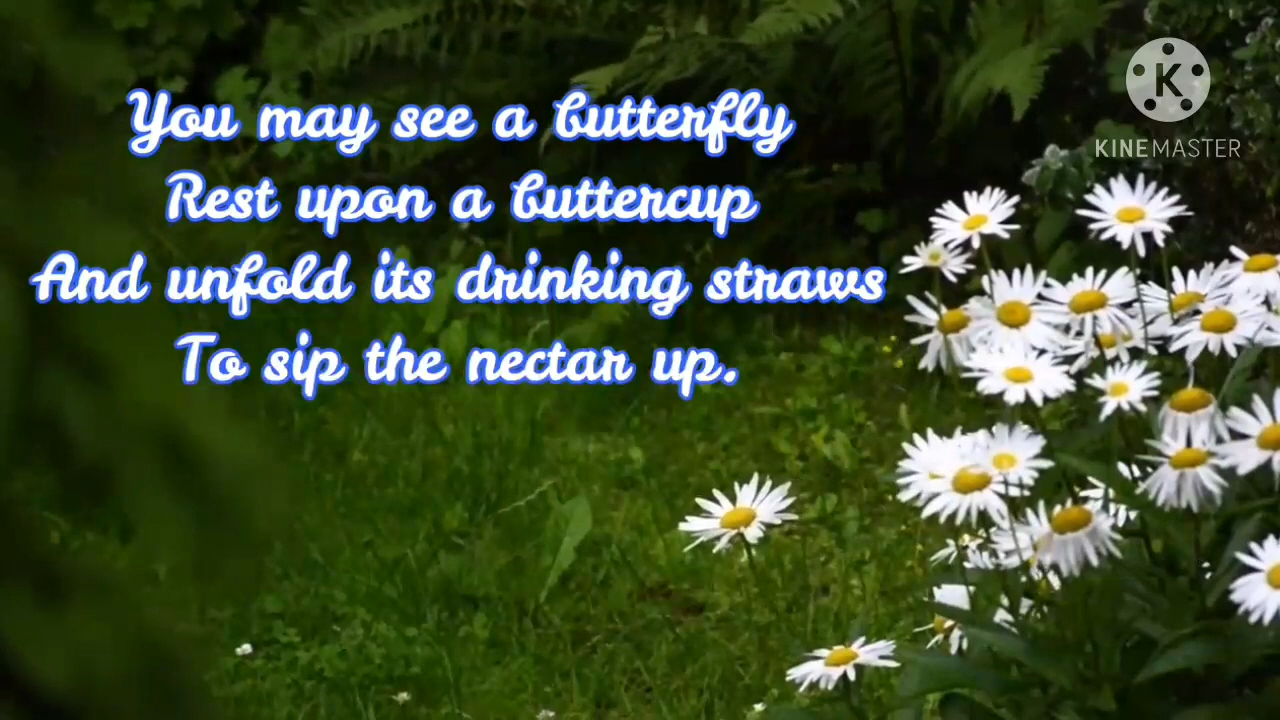 You may see a butterfly
Rest upon a buttercup
And unfold its drinking straws
To sip the nectar up.
K
KINEMASTER